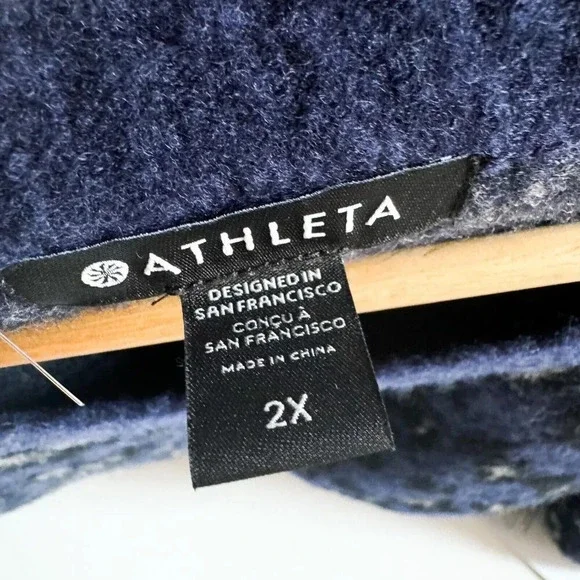 ATHLETA
DESIGNED IN
SAN FRANCISCO
CONÇU À
SAN FRANCISCO
MADE IN CHINA
2X